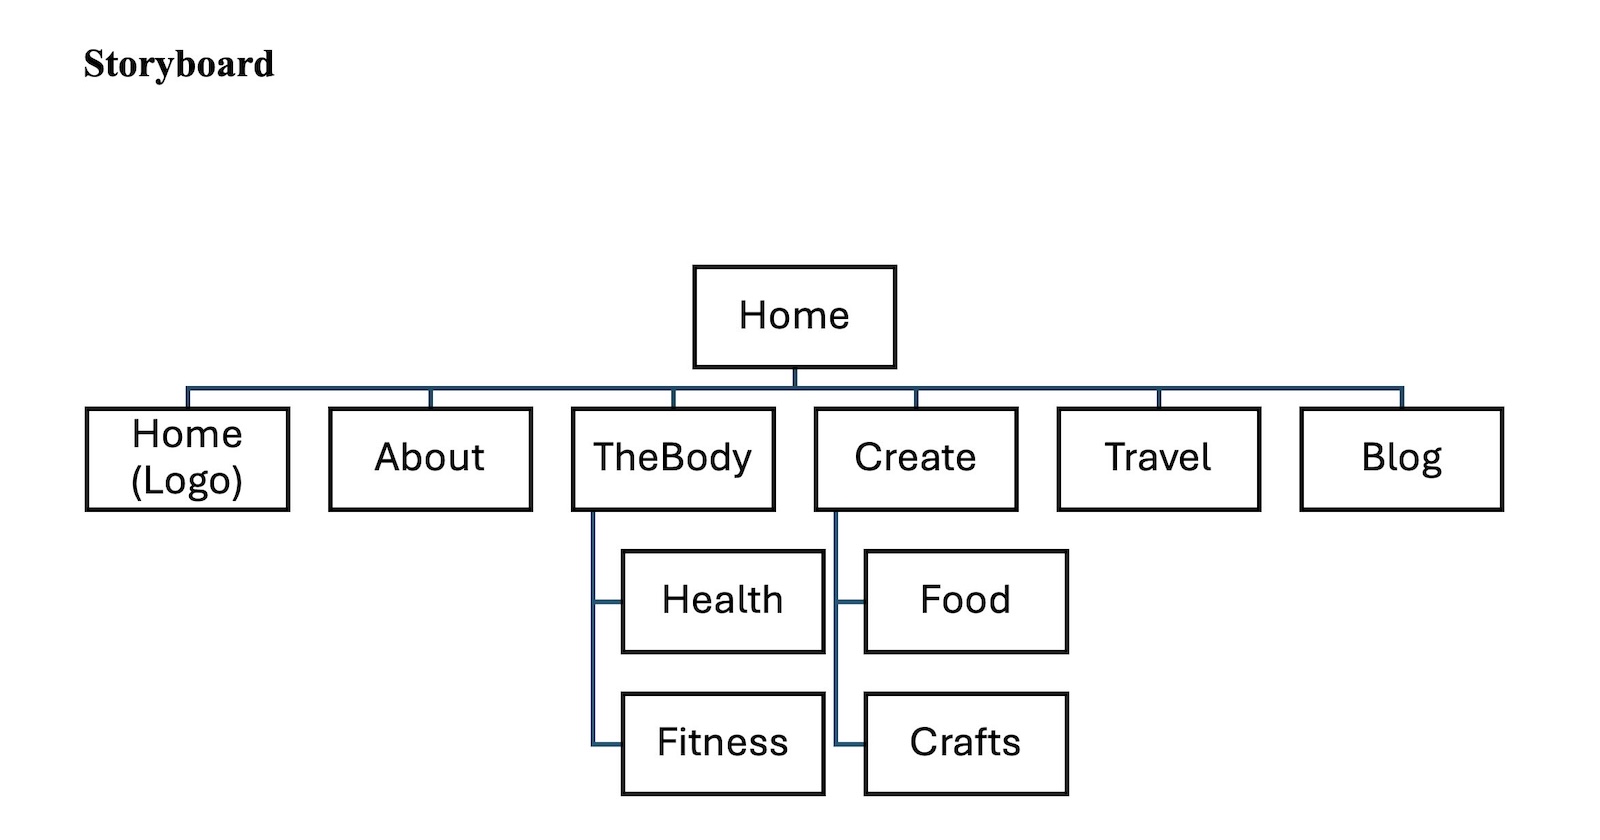 Storyboard
Home
Home
(Logo)
About
TheBody
Create
Travel
Blog
Health
Food
Fitness
Crafts